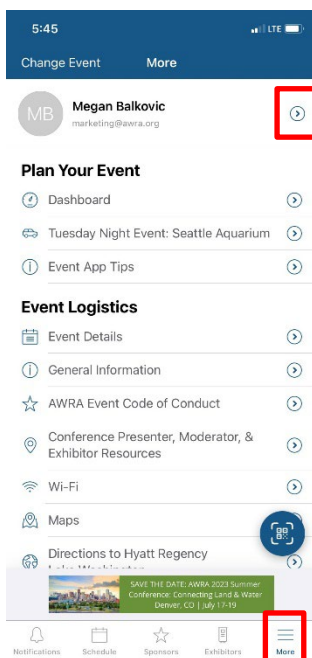 5:45
LTE
Change Event More
MB
Megan Balkovic
marketing@awra.org
Plan Your Event
Dashboard
Tuesday Night Event: Seattle Aquarium
Event App Tips
Event Logistics
Event Details
General Information
AWRA Event Code of Conduct
Conference Presenter, Moderator, &
Exhibitor Resources
Wi-Fi
Maps
Directions to Hyatt Regency
Lake Washington
SAVE THE DATE: AWRA 2023 Summer
Conference: Connecting Land & Water
Denver, CO | July 17-19
Notifications Schedule Sponsors Exhibitors More